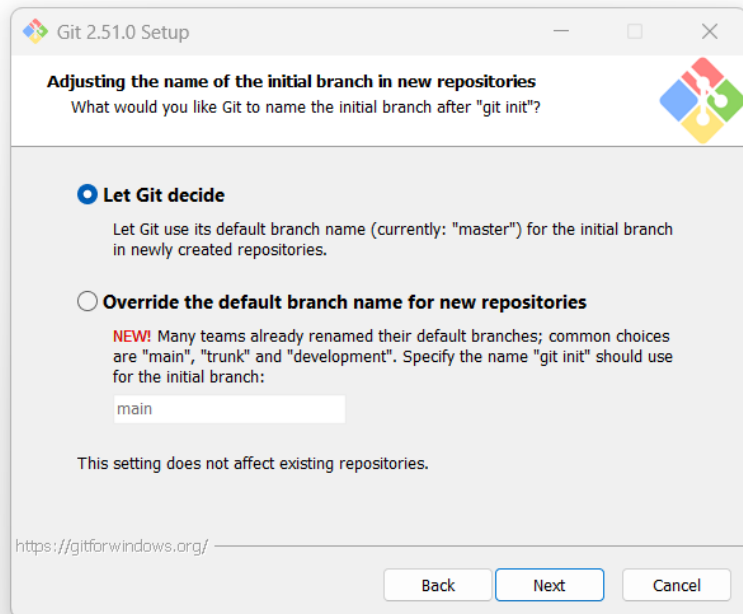 Git 2.51.0 Setup
Adjusting the name of the initial branch in new repositories
What would you like Git to name the initial branch after "git init"?
Let Git decide
Let Git use its default branch name (currently: "master") for the initial branch
in newly created repositories.
Override the default branch name for new repositories
NEW! Many teams already renamed their default branches; common choices
are "main", "trunk" and "development". Specify the name "git init" should use
for the initial branch:
main
This setting does not affect existing repositories.
https://gitforwindows.org/
Back Next Cancel